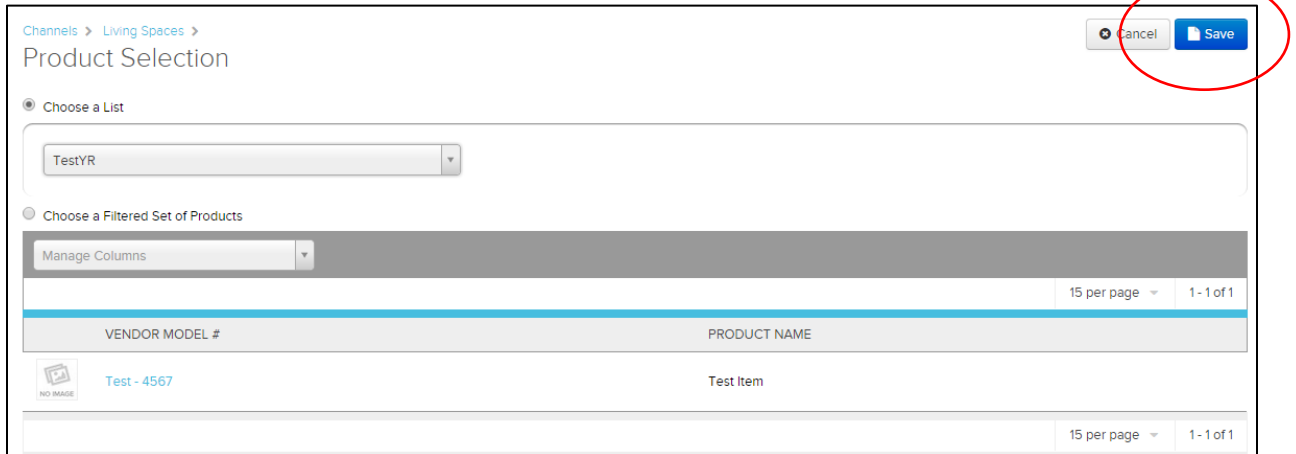 Channels > Living Spaces >
Cancel
Save
Product Selection
Choose a List
TestYR
Choose a Filtered Set of Products
Manage Columns
15 per page
1 - 1 of 1
VENDOR MODEL #
PRODUCT NAME
NO IMAGE
Test - 4567
Test Item
15 per page
1 - 1 of 1